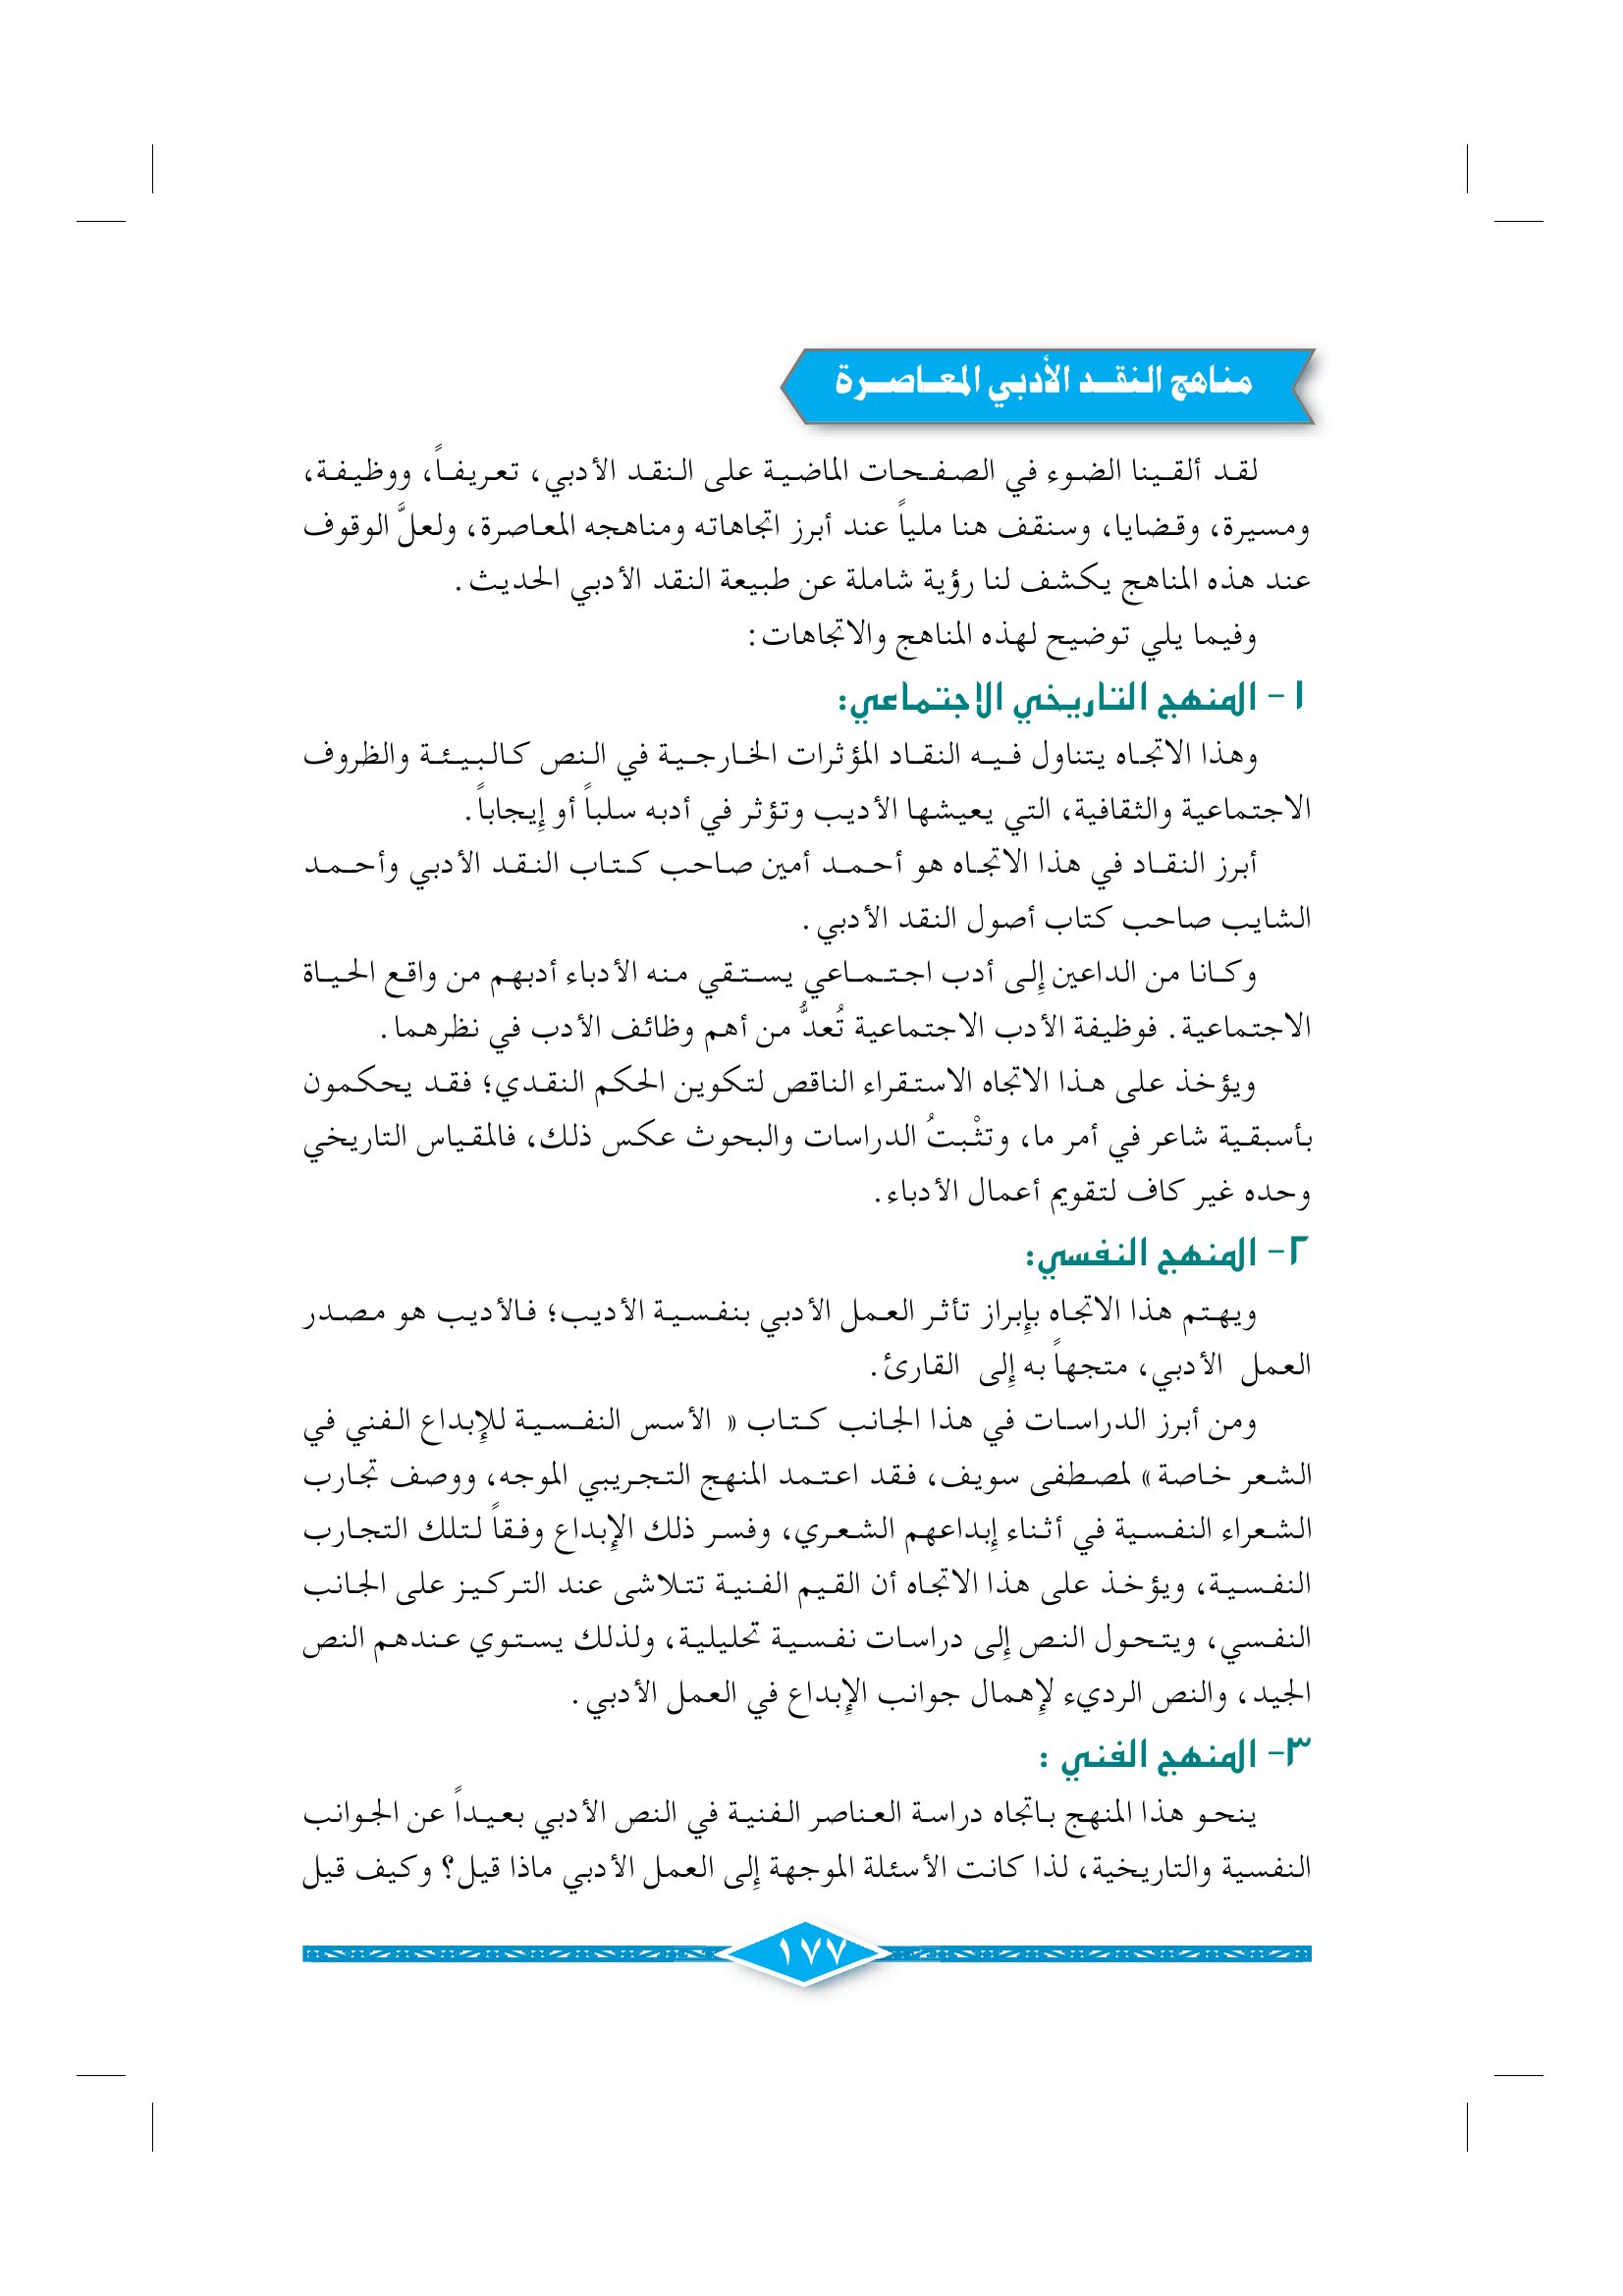 مناهج النقد الأدبي المعاصرة
لقد ألقينا الضوء في الصفحات الماضية على النقد الأدبي، تعريفاً، ووظيفة،
ومسيرة، وقضايا، وسنقف هنا ملياً عند أبرز اتجاهاته ومناهجه المعاصرة، ولعلَّ الوقوف
عند هذه المناهج يكشف لنا رؤية شاملة عن طبيعة النقد الأدبي الحديث.
وفيما يلي توضيح لهذه المناهج والاتجاهات:
١- المنهج التاريخي الاجتماعي:
وهذا الاتجاه يتناول فيه النقاد المؤثرات الخارجية في النص كالبيئة والظروف
الاجتماعية والثقافية، التي يعيشها الأديب وتؤثر في أدبه سلباً أو إيجاباً.
أبرز النقاد في هذا الاتجاه هو أحمد أمين صاحب كتاب النقد الأدبي وأحمد
الشايب صاحب كتاب أصول النقد الأدبي.
وكانا من الداعين إلى أدب اجتماعي يستقي منه الأدباء أدبهم من واقع الحياة
الاجتماعية. فوظيفة الأدب الاجتماعية تُعدُّ من أهم وظائف الأدب في نظرهما.
ويؤخذ على هذا الاتجاه الاستقراء الناقص لتكوين الحكم النقدي؛ فقد يحكمون
بأسبقية شاعر في أمر ما، وتثْبتُ الدراسات والبحوث عكس ذلك، فالمقياس التاريخي
وحده غير كاف لتقويم أعمال الأدباء.
٢- المنهج النفسي:
ويهتم هذا الاتجاه بإبراز تأثر العمل الأدبي بنفسية الأديب؛ فالأديب هو مصدر
العمل الأدبي، متجهاً به إلى القارئ.
ومن أبرز الدراسات في هذا الجانب كتاب « الأسس النفسية للإبداع الفني في
الشعر خاصة» لمصطفى سويف، فقد اعتمد المنهج التجريبي الموجه، ووصف تجارب
الشعراء النفسية في أثناء إبداعهم الشعري، وفسر ذلك الإبداع وفقاً لتلك التجارب
النفسية، ويؤخذ على هذا الاتجاه أن القيم الفنية تتلاشى عند التركيز على الجانب
النفسي، ويتحول النص إلى دراسات نفسية تحليلية، ولذلك يستوي عندهم النص
الجيد، والنص الرديء لإهمال جوانب الإبداع في العمل الأدبي.
٣- المنهج الفني :
ينحو هذا المنهج باتجاه دراسة العناصر الفنية في النص الأدبي بعيداً عن الجوانب
النفسية والتاريخية، لذا كانت الأسئلة الموجهة إلى العمل الأدبي ماذا قيل؟ وكيف قيل
١٧٧